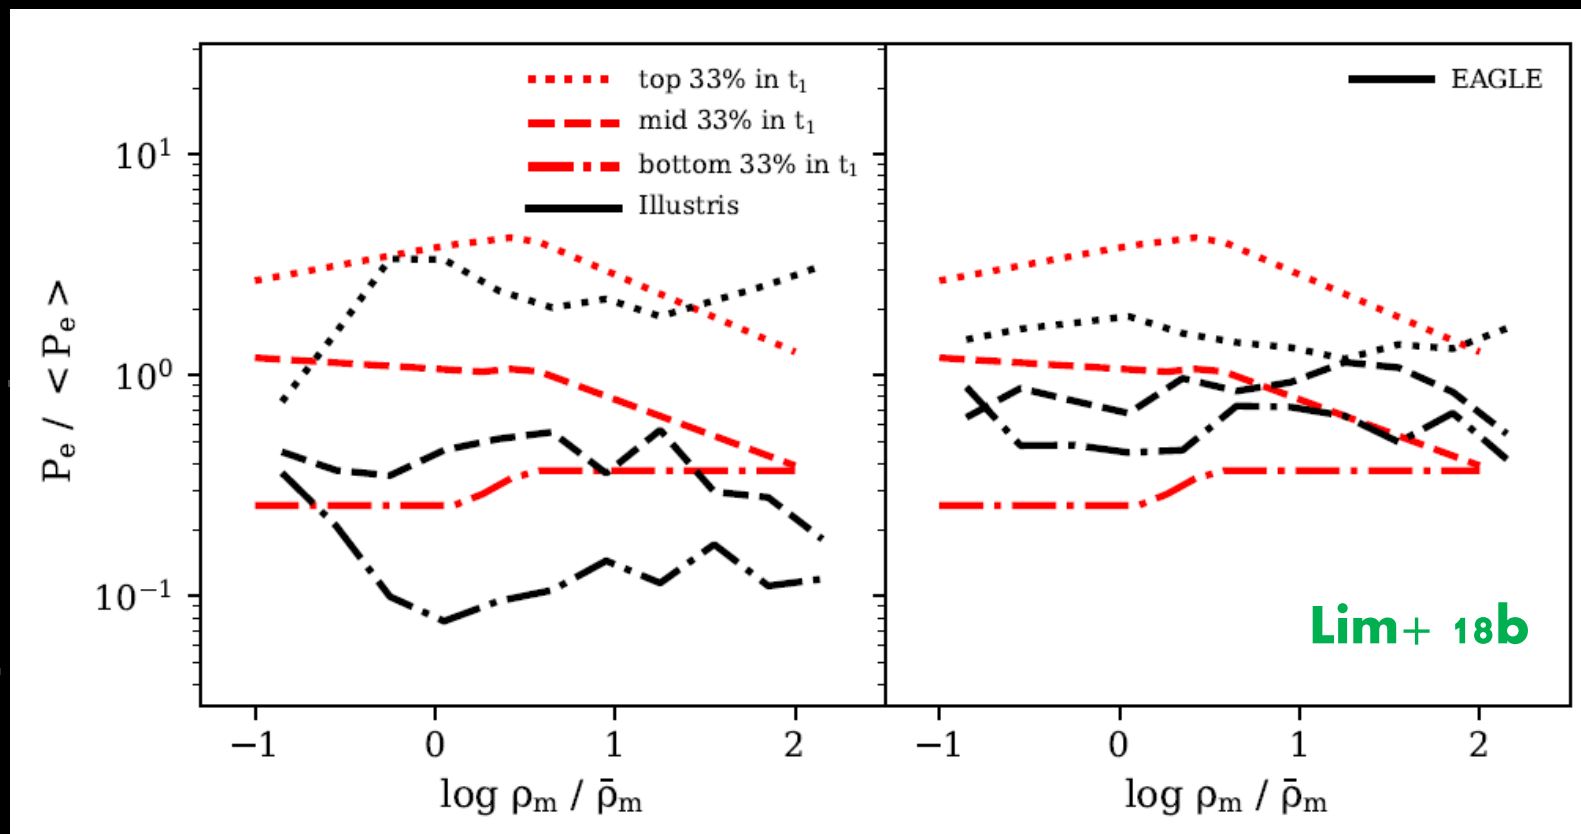 top 33% in t₁
mid 33% in t₁
bottom 33% in t₁
Illustris
EAGLE
10¹
10⁰
10⁻¹
Pₑ / <Pₑ>
Lim+ 18b
−1 0 1 2
−1 0 1 2
log ρₘ / ρ̄ₘ
log ρₘ / ρ̄ₘ